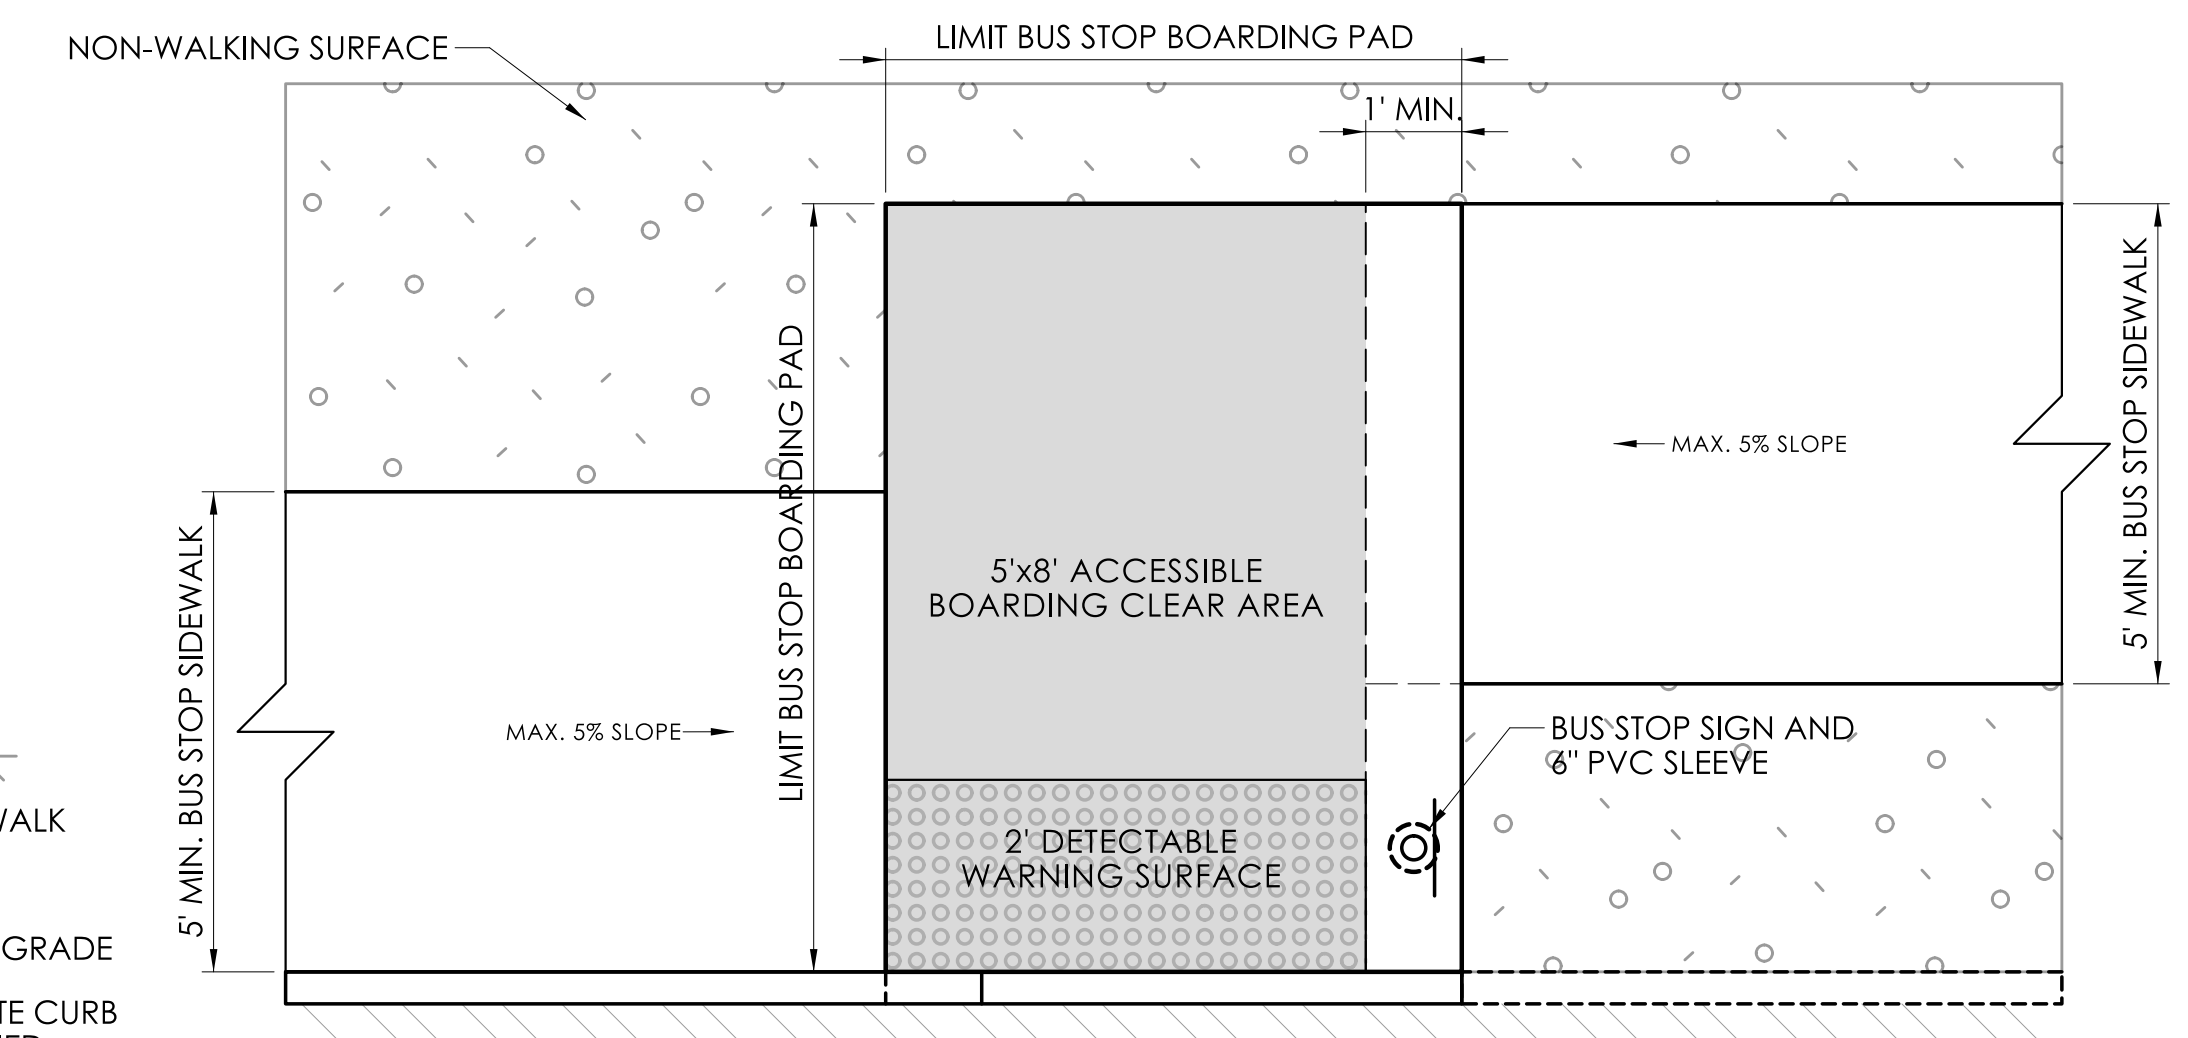 LIMIT BUS STOP BOARDING PAD
NON-WALKING SURFACE
1' MIN.
LIMIT BUS STOP BOARDING PAD
5' MIN. BUS STOP SIDEWALK
MAX. 5% SLOPE
5'x8' ACCESSIBLE
BOARDING CLEAR AREA
5' MIN. BUS STOP SIDEWALK
MAX. 5% SLOPE
BUS STOP SIGN AND
6" PVC SLEEVE
2' DETECTABLE
WARNING SURFACE
GRADE
CURB